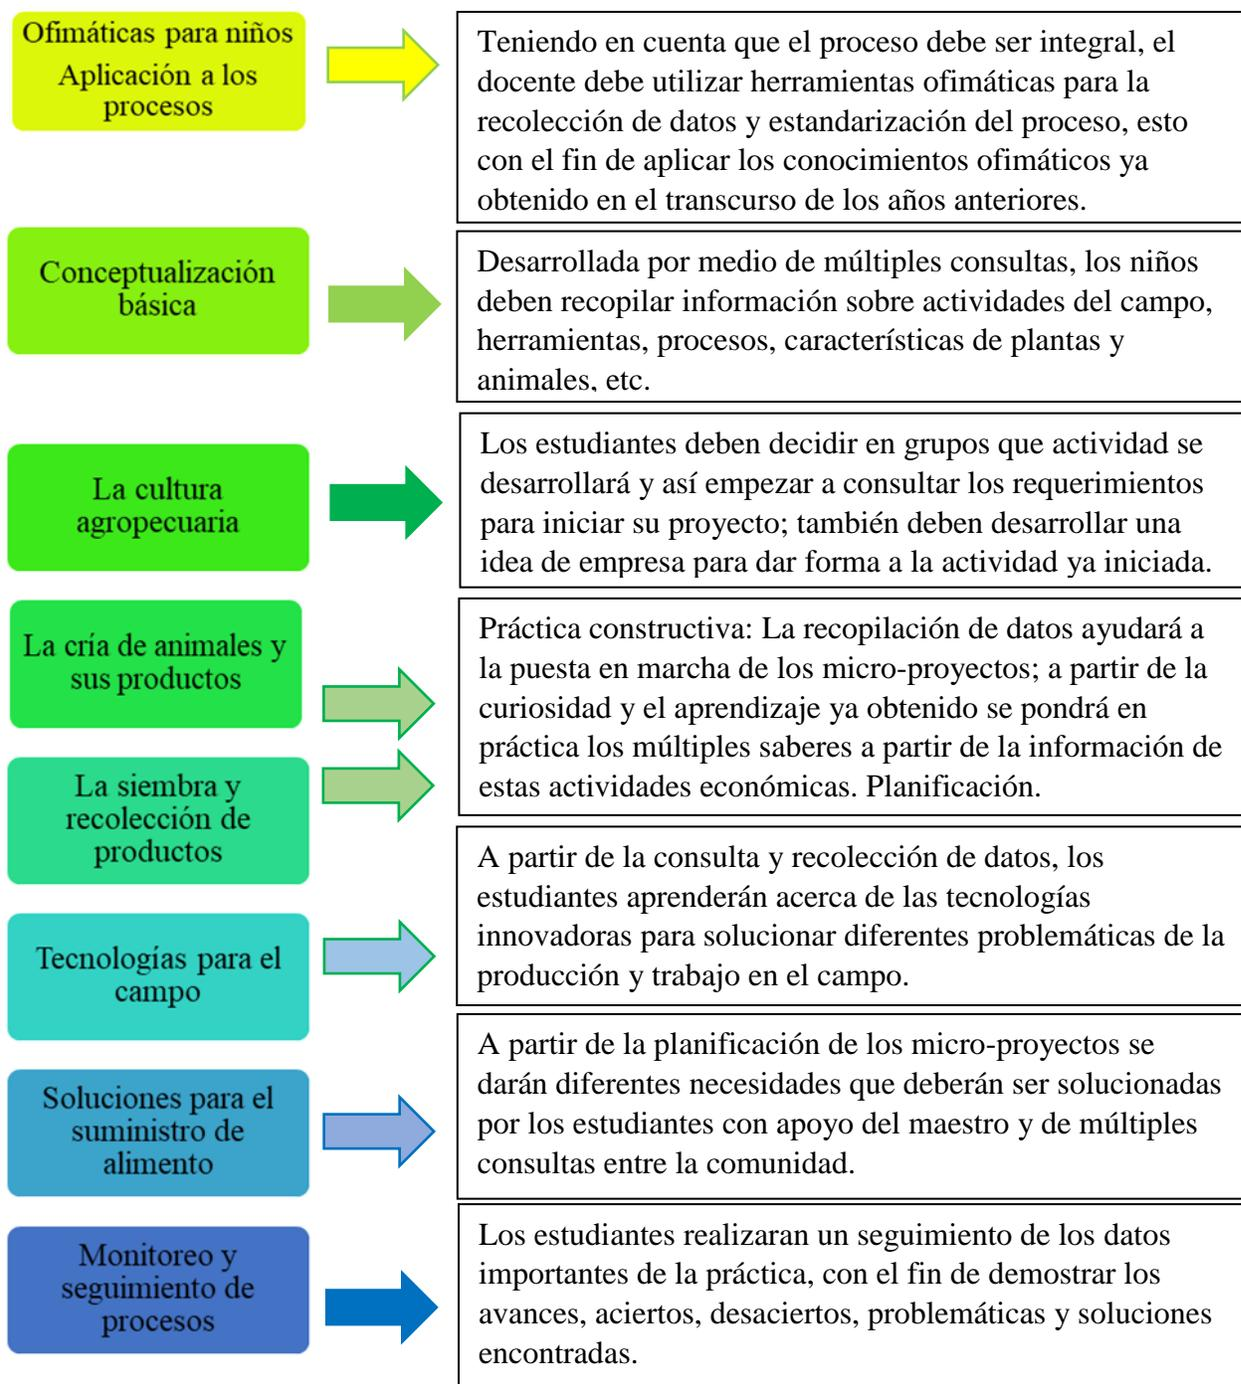 Ofimáticas para niños
Aplicación a los
procesos
Teniendo en cuenta que el proceso debe ser integral, el
docente debe utilizar herramientas ofimáticas para la
recolección de datos y estandarización del proceso, esto
con el fin de aplicar los conocimientos ofimáticos ya
obtenido en el transcurso de los años anteriores.
Conceptualización
básica
Desarrollada por medio de múltiples consultas, los niños
deben recopilar información sobre actividades del campo,
herramientas, procesos, características de plantas y
animales, etc.
La cultura
agropecuaria
Los estudiantes deben decidir en grupos que actividad se
desarrollará y así empezar a consultar los requerimientos
para iniciar su proyecto; también deben desarrollar una
idea de empresa para dar forma a la actividad ya iniciada.
La cría de animales y
sus productos
La siembra y
recolección de
productos
Práctica constructiva: La recopilación de datos ayudará a
la puesta en marcha de los micro-proyectos; a partir de la
curiosidad y el aprendizaje ya obtenido se pondrá en
práctica los múltiples saberes a partir de la información de
estas actividades económicas. Planificación.
Tecnologías para el
campo
A partir de la consulta y recolección de datos, los
estudiantes aprenderán acerca de las tecnologías
innovadoras para solucionar diferentes problemáticas de la
producción y trabajo en el campo.
Soluciones para el
suministro de
alimento
A partir de la planificación de los micro-proyectos se
darán diferentes necesidades que deberán ser solucionadas
por los estudiantes con apoyo del maestro y de múltiples
consultas entre la comunidad.
Monitoreo y
seguimiento de
procesos
Los estudiantes realizaran un seguimiento de los datos
importantes de la práctica, con el fin de demostrar los
avances, aciertos, desaciertos, problemáticas y soluciones
encontradas.